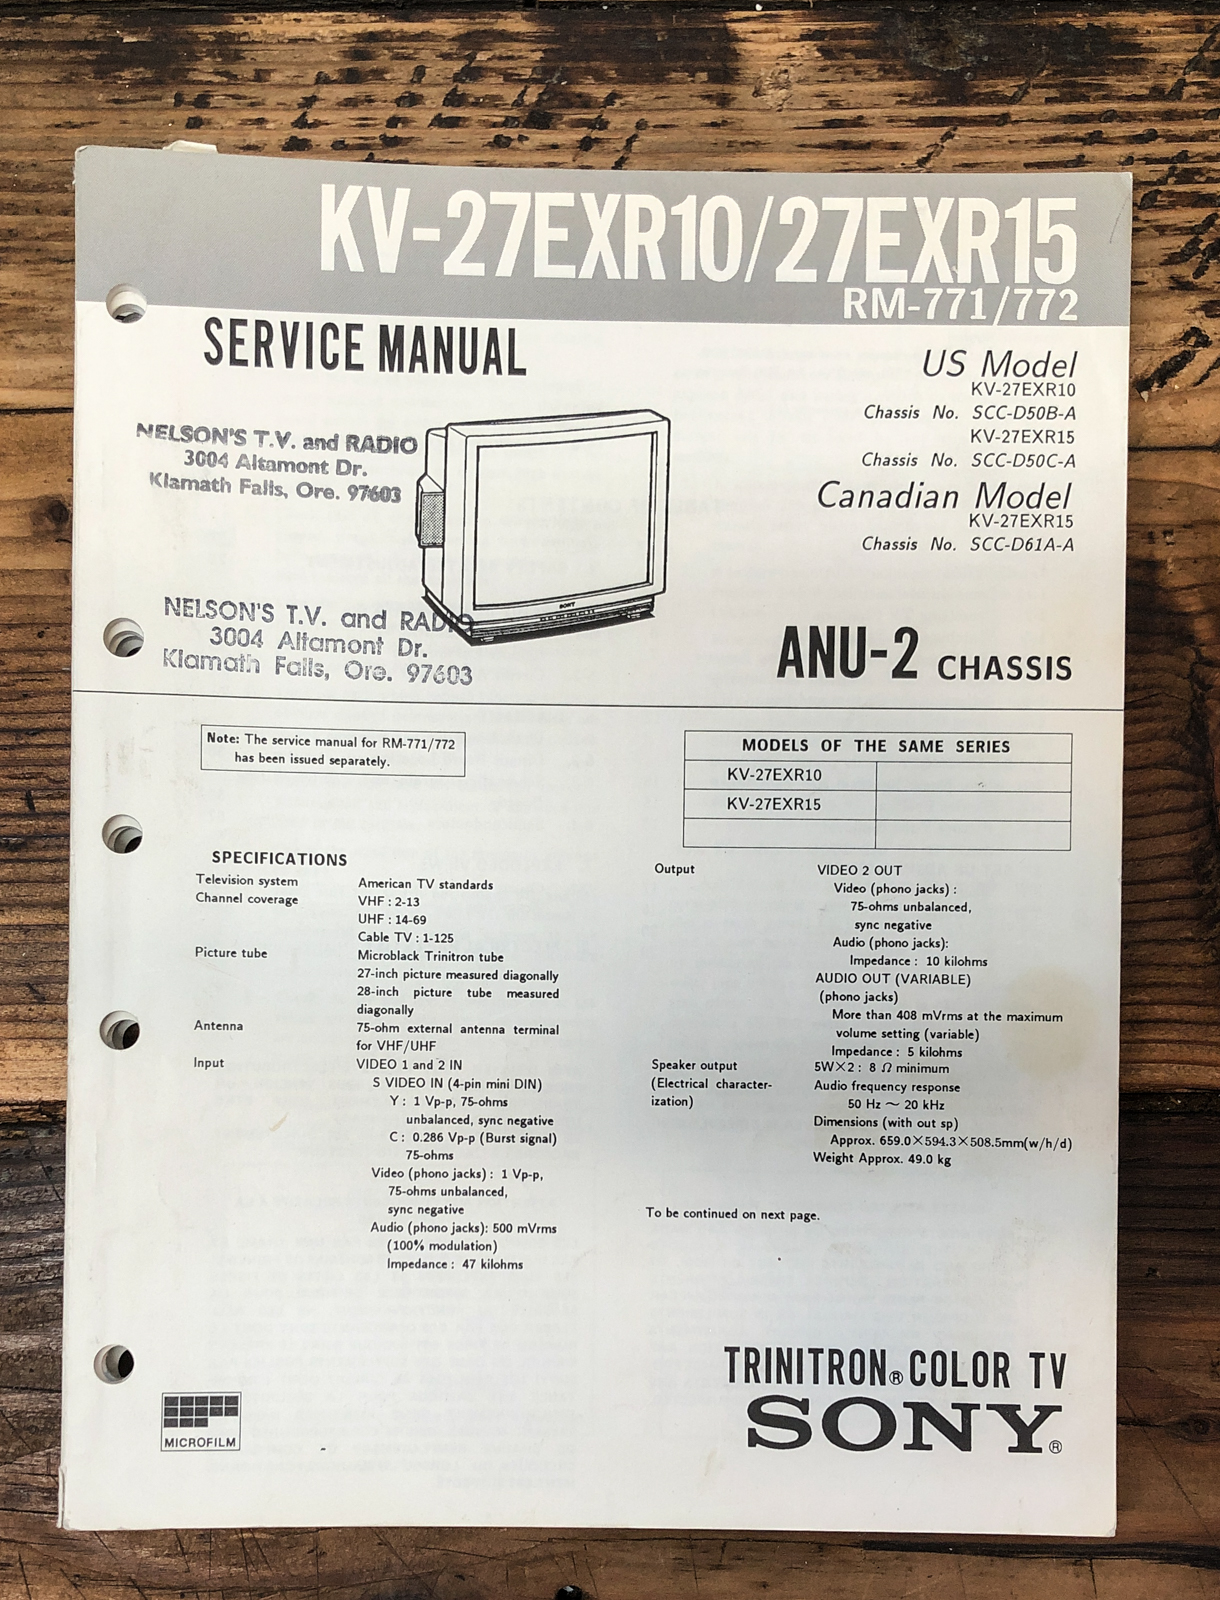 KV-27EXR10/27EXR15
RM-771/772
SERVICE MANUAL
US Model
KV-27EXR10
Chassis No. SCC-D50B-A
KV-27EXR15
Chassis No. SCC-D50C-A
Canadian Model
KV-27EXR15
Chassis No. SCC-D61A-A
NELSON'S T.V. and RADIO
3004 Altamont Dr.
Klamath Falls, Ore. 97603
SONY
NELSON'S T.V. and RADIO
3004 Altamont Dr.
Klamath Falls, Ore. 97603
ANU-2 CHASSIS
Note: The service manual for RM-771/772
has been issued separately.
MODELS OF THE SAME SERIES
KV-27EXR10
KV-27EXR15
SPECIFICATIONS
Television system American TV standards
Channel coverage VHF : 2-13
UHF : 14-69
Cable TV : 1-125
Picture tube Microblack Trinitron tube
27-inch picture measured diagonally
28-inch picture tube measured
diagonally
Antenna 75-ohm external antenna terminal
for VHF/UHF
Input VIDEO 1 and 2 IN
S VIDEO IN (4-pin mini DIN)
Y : 1 Vp-p, 75-ohms
unbalanced, sync negative
C : 0.286 Vp-p (Burst signal)
75-ohms
Video (phono jacks) : 1 Vp-p,
75-ohms unbalanced,
sync negative
Audio (phono jacks): 500 mVrms
(100% modulation)
Impedance : 47 kilohms
Output VIDEO 2 OUT
Video (phono jacks) :
75-ohms unbalanced,
sync negative
Audio (phono jacks):
Impedance : 10 kilohms
AUDIO OUT (VARIABLE)
(phono jacks)
More than 408 mVrms at the maximum
volume setting (variable)
Impedance : 5 kilohms
Speaker output 5W×2 : 8 Ω minimum
(Electrical character- Audio frequency response
ization) 50 Hz ~ 20 kHz
Dimensions (with out sp)
Approx. 659.0×594.3×508.5mm(w/h/d)
Weight Approx. 49.0 kg
To be continued on next page.
TRINITRON® COLOR TV
SONY®
MICROFILM